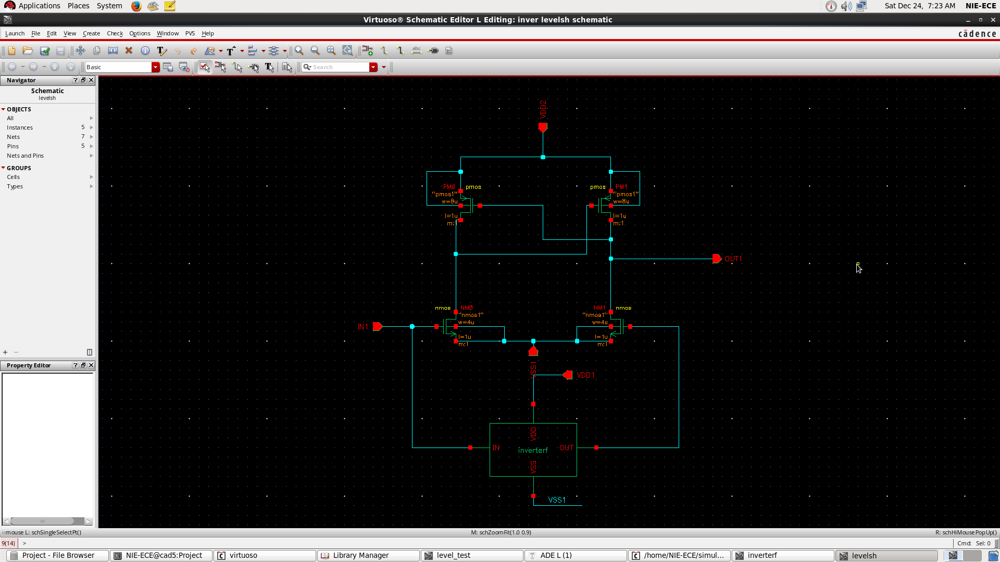 Applications Places System
Sat Dec 24, 7:23 AM NIE-ECE
Virtuoso® Schematic Editor L Editing: inver levelsh schematic
Launch File Edit View Create Check Options Window PVS Help
cādence
Basic
Search
Navigator
Schematic
levelsh
OBJECTS
All
Instances 5
Nets 7
Pins 5
Nets and Pins
GROUPS
Cells
Types
Property Editor
VDD2
PM0 pmos
"pmos1"
w=8u
l=1u
m:1
pmos PM1
"pmos1"
w=8u
l=1u
m:1
OUT1
nmos NM0
"nmos1"
w=4u
l=1u
m:1
NM1 nmos
"nmos1"
w=4u
l=1u
m:1
IN1
VSS1
VDD1
VDD
IN inverterf OUT
VSS
VSS1
mouse L: schSingleSelectPt()
M: schZoomFit(1.0 0.9)
R: schHiMousePopUp()
9(14) >
Cmd: Sel: 0
Project - File Browser
NIE-ECE@cad5:Project
virtuoso
Library Manager
level_test
ADE L (1)
/home/NIE-ECE/simul...
inverterf
levelsh